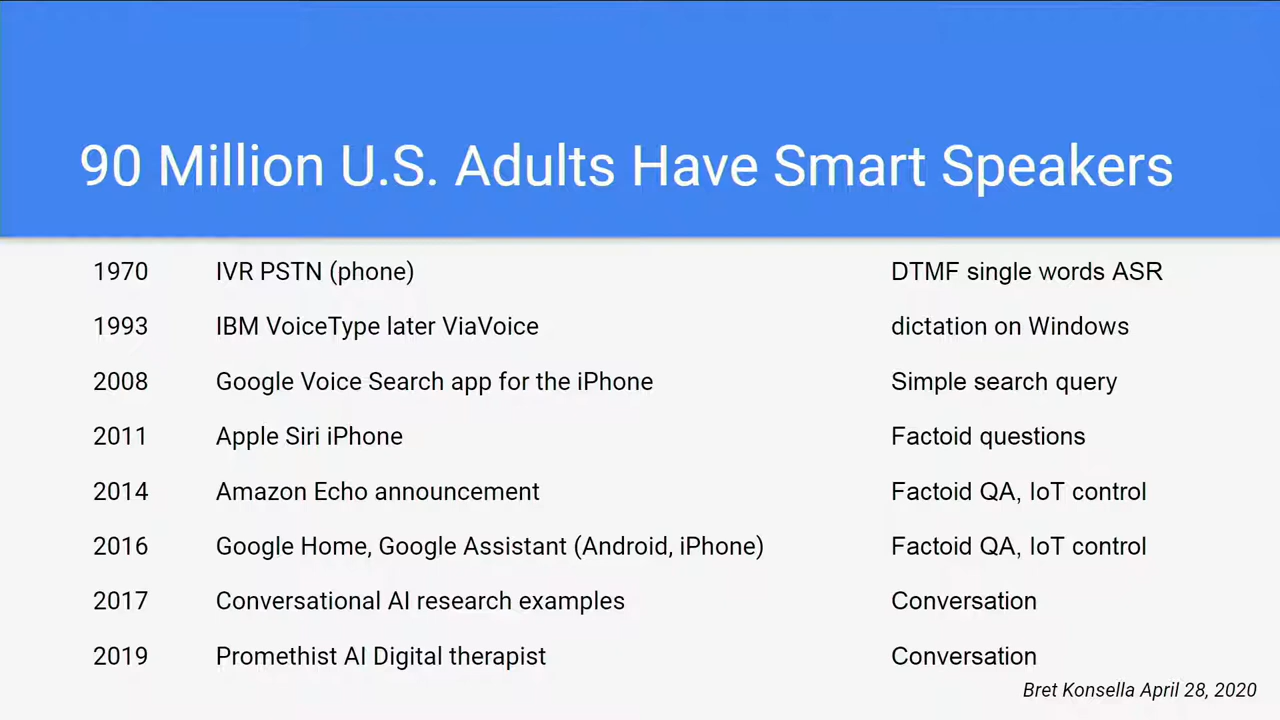 90 Million U.S. Adults Have Smart Speakers
1970 IVR PSTN (phone) DTMF single words ASR
1993 IBM VoiceType later ViaVoice dictation on Windows
2008 Google Voice Search app for the iPhone Simple search query
2011 Apple Siri iPhone Factoid questions
2014 Amazon Echo announcement Factoid QA, IoT control
2016 Google Home, Google Assistant (Android, iPhone) Factoid QA, IoT control
2017 Conversational AI research examples Conversation
2019 Promethist AI Digital therapist Conversation
Bret Konsella April 28, 2020